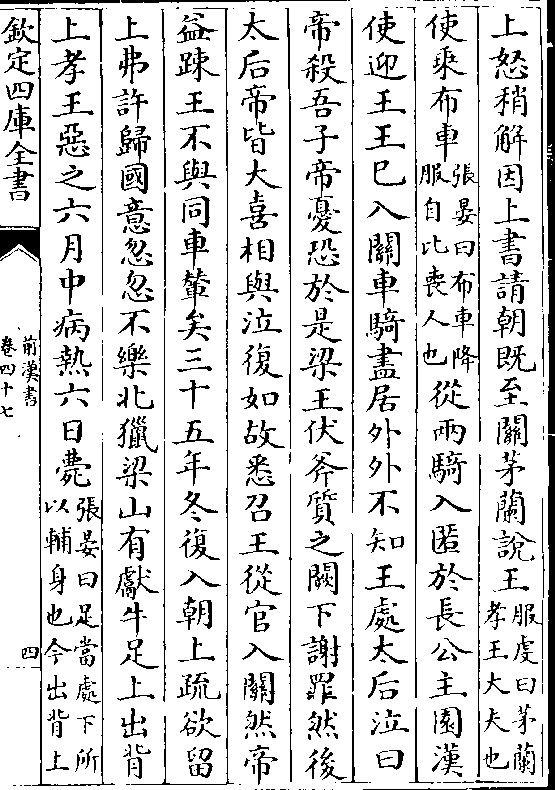 上怒稍解因上書請朝既至關茅蘭說王服虔曰茅蘭孝王大夫也
使乘布車張晏曰布車降服自比喪人也從兩騎入匿於長公主園漢
使迎王王已入關車騎盡居外外不知王處太后泣曰
帝殺吾子帝憂恐於是梁王伏斧質之闕下謝罪然後
太后帝皆大喜相與泣復如故悉召王從官入關然帝
益踈王不與同車輦矣三十五年冬復入朝上疏欲留
上弗許歸國意忽忽不樂北獵梁山有獻牛足上出背
上孝王惡之六月中病熱六日薨張晏曰足當處下所以輔身也今出背上
欽定四庫全書
前漢書
卷四十七
四